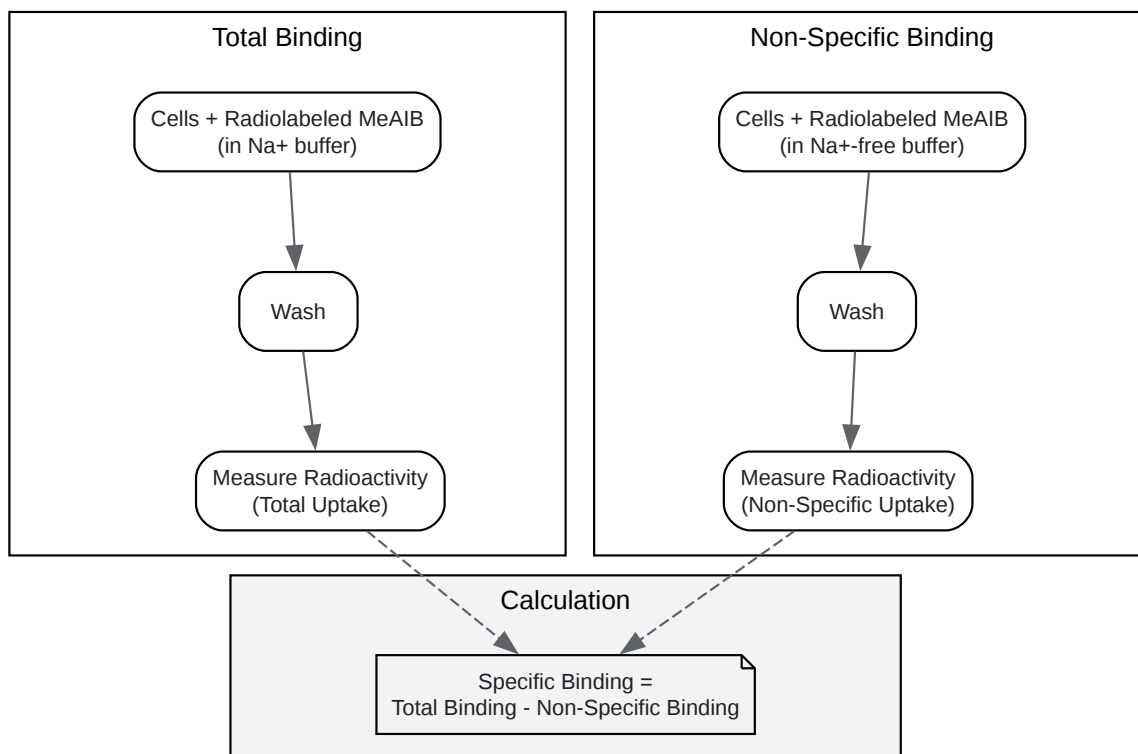 Total Binding
Cells + Radiolabeled MeAIB
(in Na+ buffer)
Wash
Measure Radioactivity
(Total Uptake)
Non-Specific Binding
Cells + Radiolabeled MeAIB
(in Na+-free buffer)
Wash
Measure Radioactivity
(Non-Specific Uptake)
Calculation
Specific Binding =
Total Binding - Non-Specific Binding